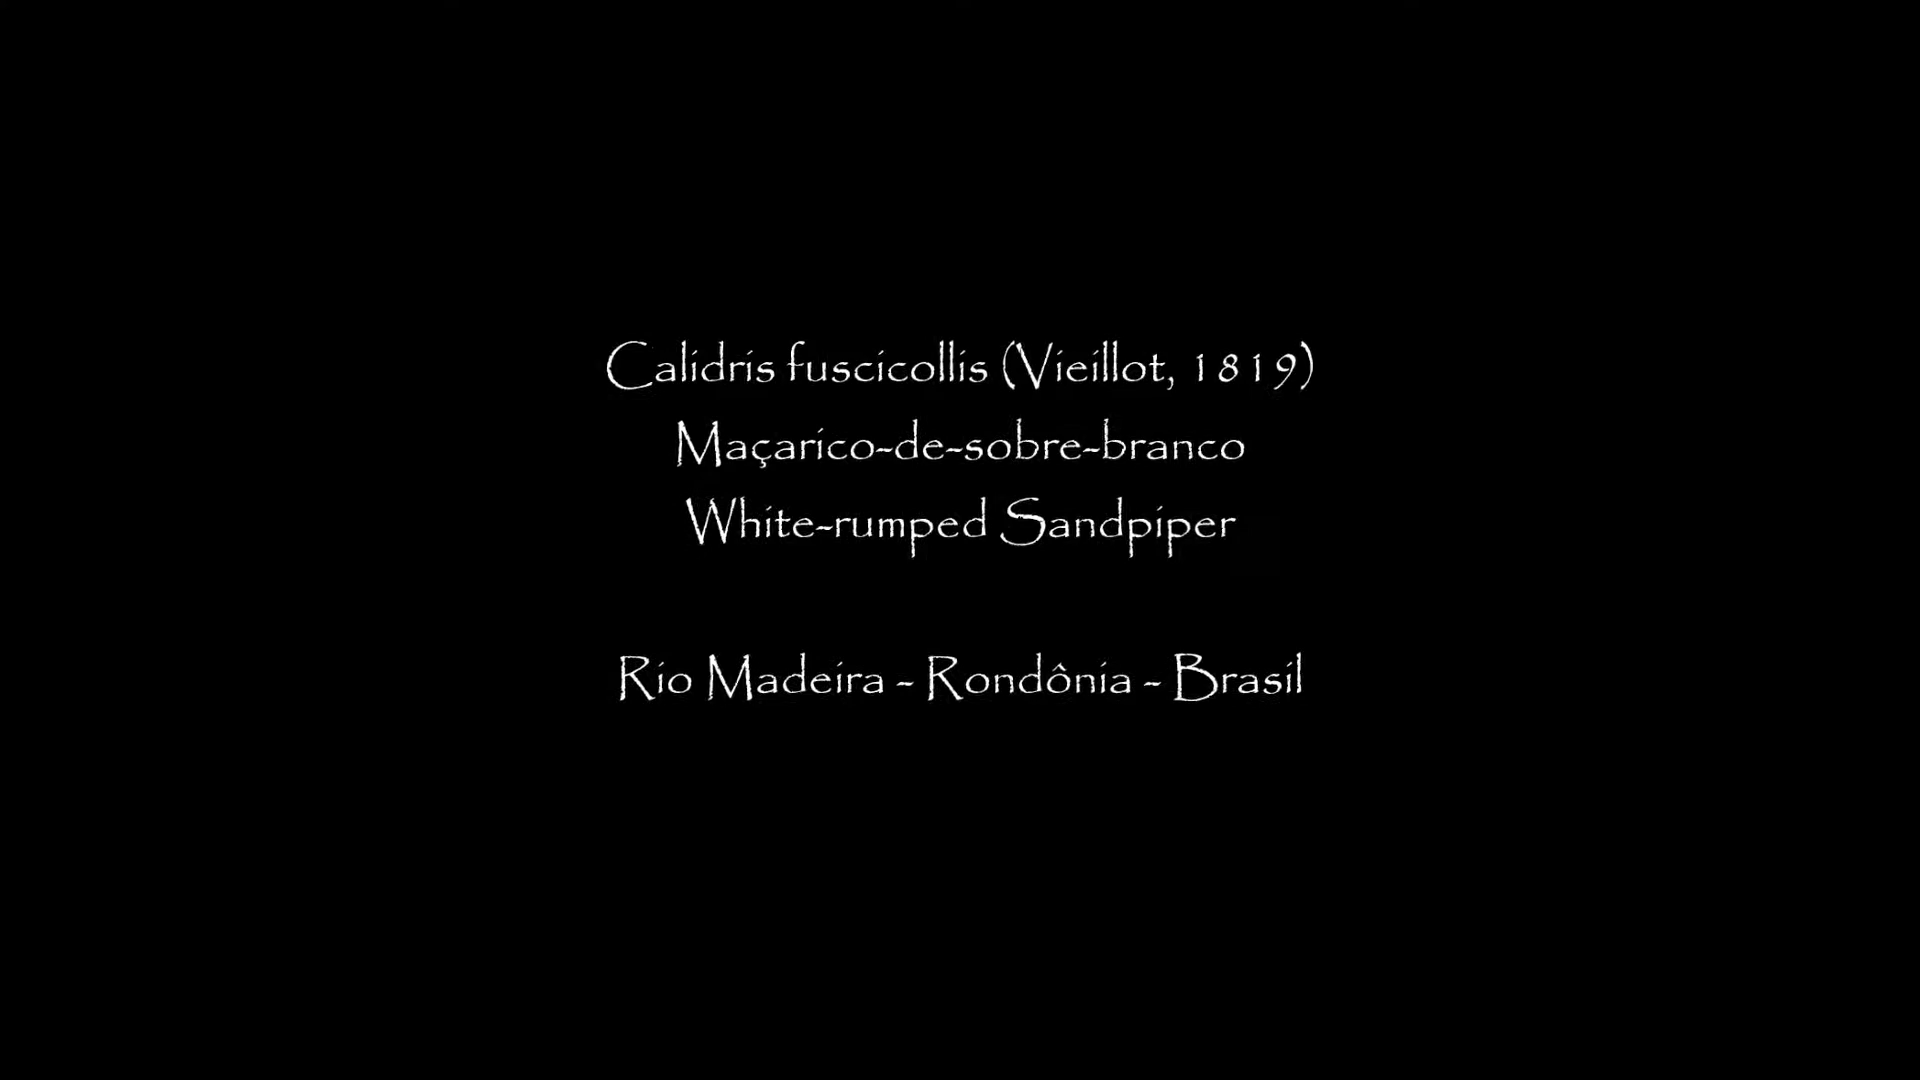 Calidris fuscicollis (Vieillot, 1819)
Maçarico-de-sobre-branco
White-rumped Sandpiper
Rio Madeira - Rondônia - Brasil